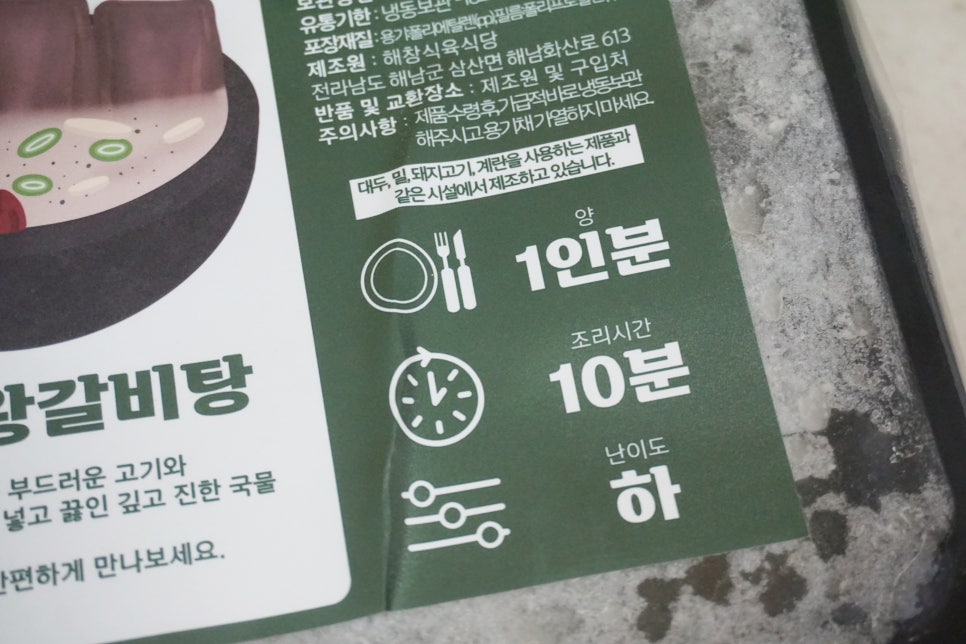 유통기한 : 냉동보관
포장재질 : 용기폴리에틸렌(pp),필름폴리프로필렌
제조원 : 해창식육식당
전라남도 해남군 삼산면 해남화산로 613
반품 및 교환장소 : 제조원 및 구입처
주의사항 : 제품수령후,가급적바로냉동보관
해주시고용기채가열하지마세요.
대두, 밀, 돼지고기, 계란을 사용하는 제품과
같은 시설에서 제조하고 있습니다.
양
1인분
조리시간
10분
난이도
하
왕갈비탕
부드러운 고기와
넣고 끓인 깊고 진한 국물
간편하게 만나보세요.